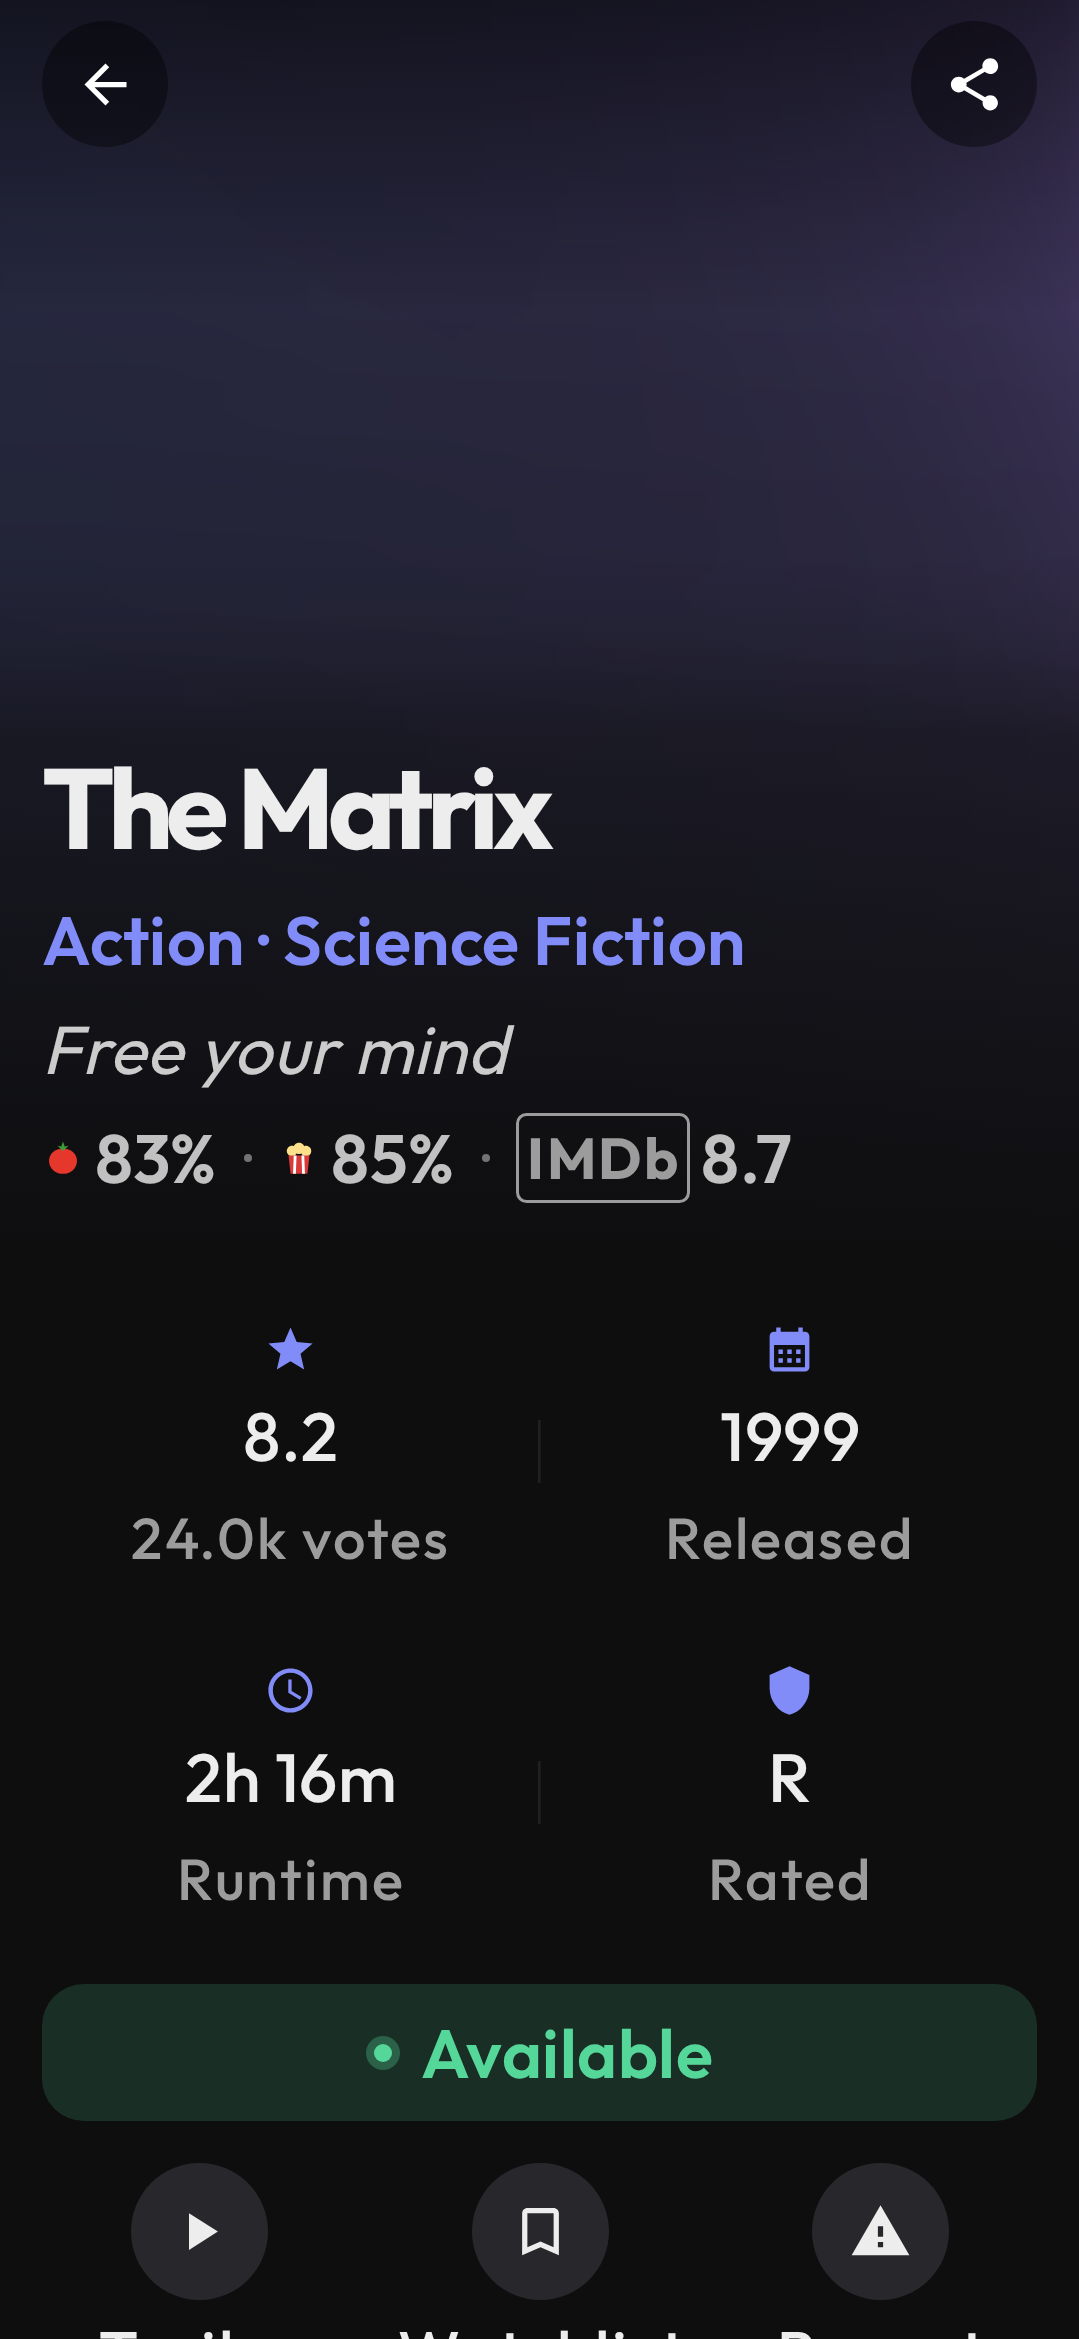 The Matrix
Action · Science Fiction
Free your mind
83% · 85% · IMDb 8.7
8.2
1999
24.0k votes
Released
2h 16m
R
Runtime
Rated
Available